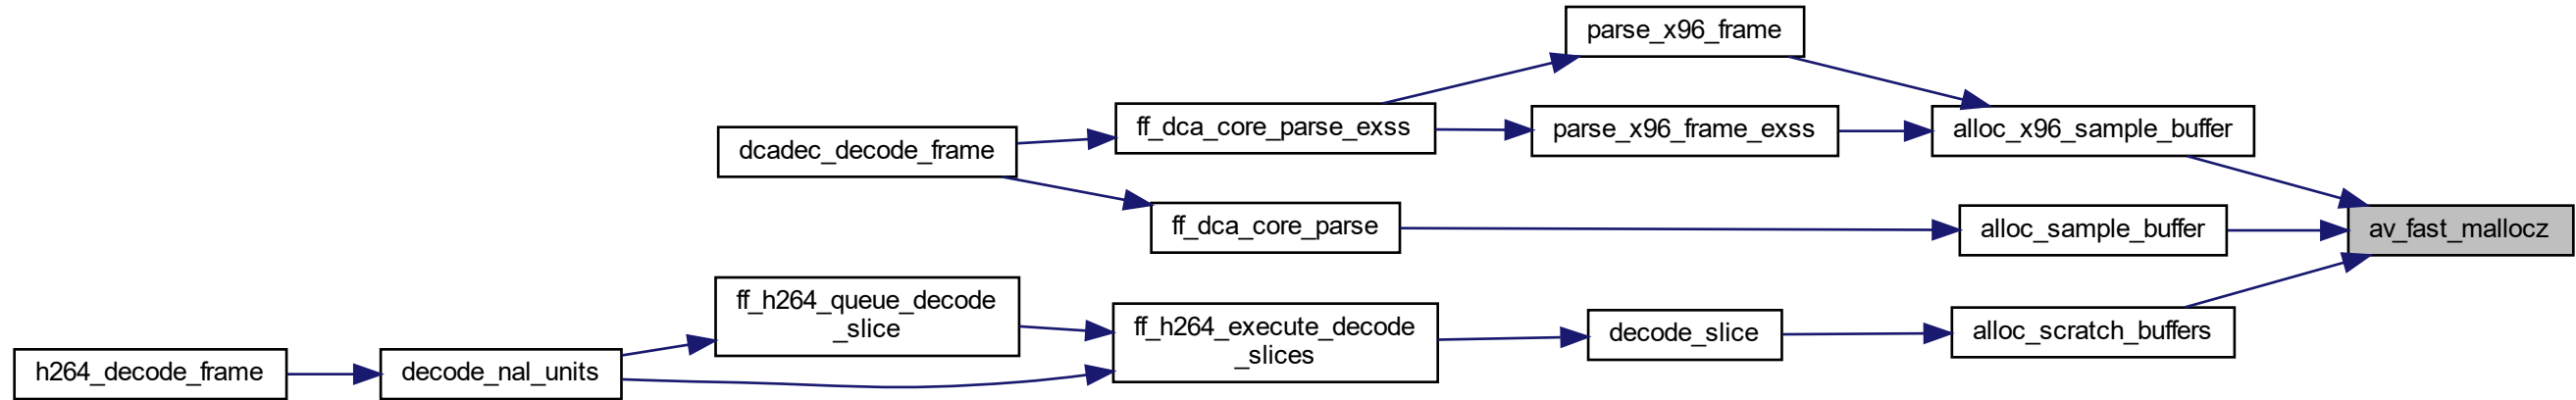 parse_x96_frame
ff_dca_core_parse_exss
parse_x96_frame_exss
alloc_x96_sample_buffer
dcadec_decode_frame
ff_dca_core_parse
alloc_sample_buffer
av_fast_mallocz
ff_h264_queue_decode
_slice
ff_h264_execute_decode
_slices
decode_slice
alloc_scratch_buffers
h264_decode_frame
decode_nal_units